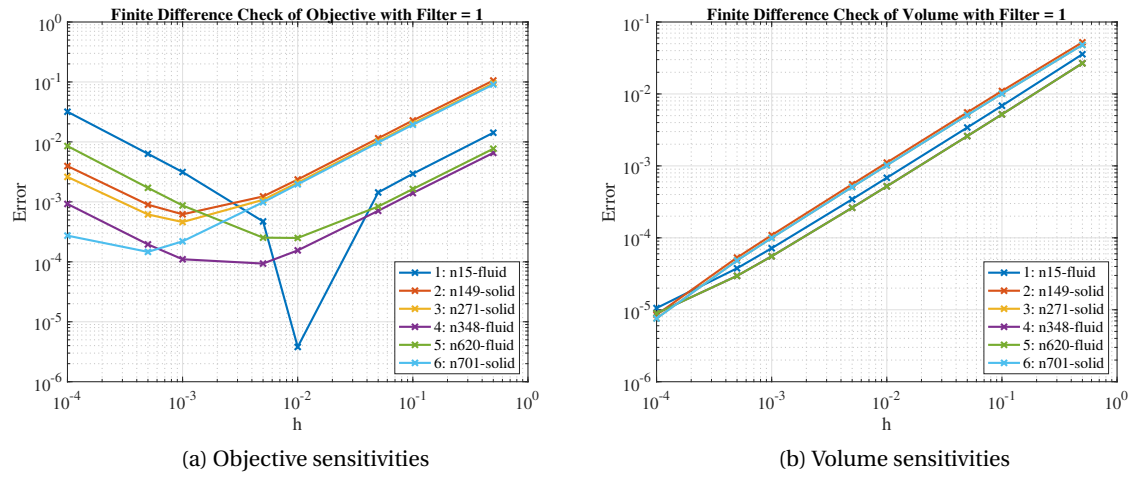 Finite Difference Check of Objective with Filter = 1
10^0
10^-1
10^-2
10^-3
10^-4
10^-5
10^-6
Error
1: n15-fluid
2: n149-solid
3: n271-solid
4: n348-fluid
5: n620-fluid
6: n701-solid
10^-4 10^-3 10^-2 10^-1 10^0
h
(a) Objective sensitivities
Finite Difference Check of Volume with Filter = 1
10^-1
10^-2
10^-3
10^-4
10^-5
10^-6
Error
1: n15-fluid
2: n149-solid
3: n271-solid
4: n348-fluid
5: n620-fluid
6: n701-solid
10^-4 10^-3 10^-2 10^-1 10^0
h
(b) Volume sensitivities